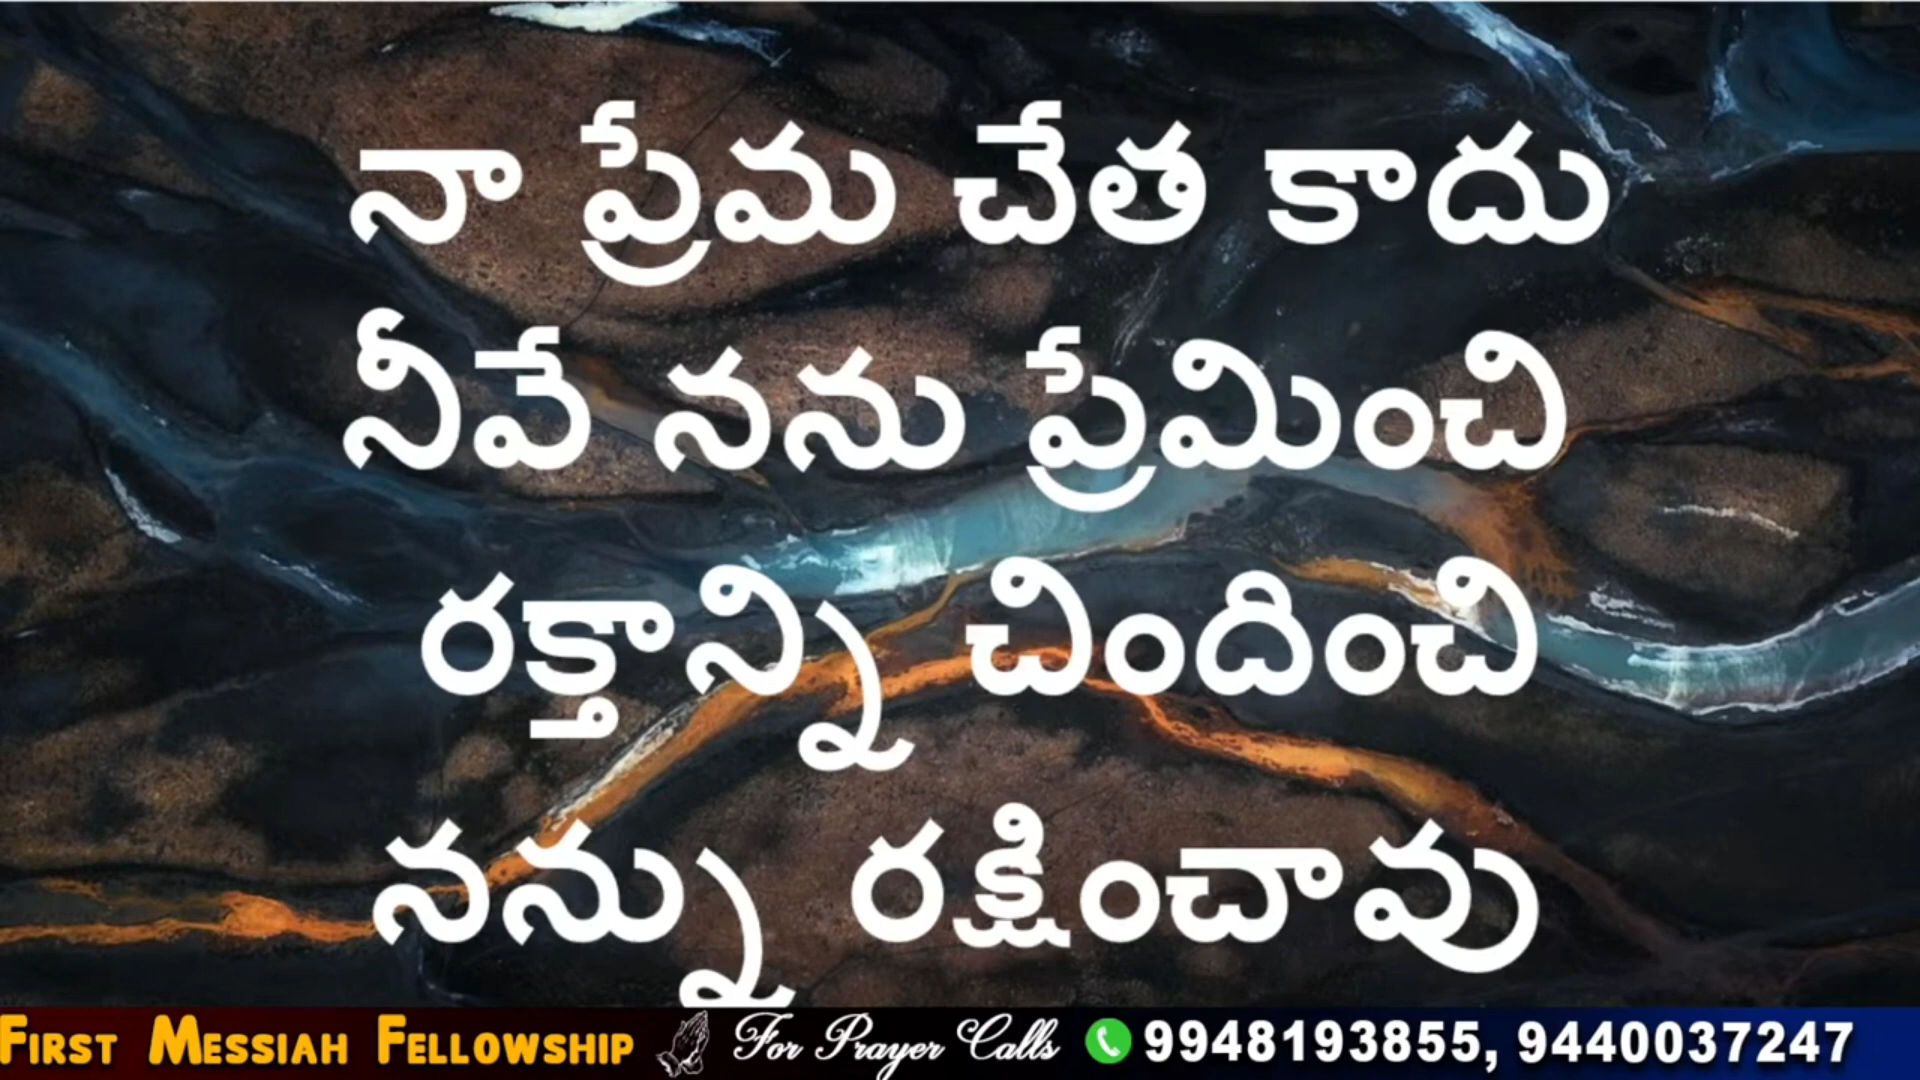 నా ప్రేమ చేత కాదు
నీవే నను ప్రేమించి
రక్తాన్ని చిందించి
నన్ను రక్షించావు
First Messiah Fellowship For Prayer Calls 9948193855, 9440037247